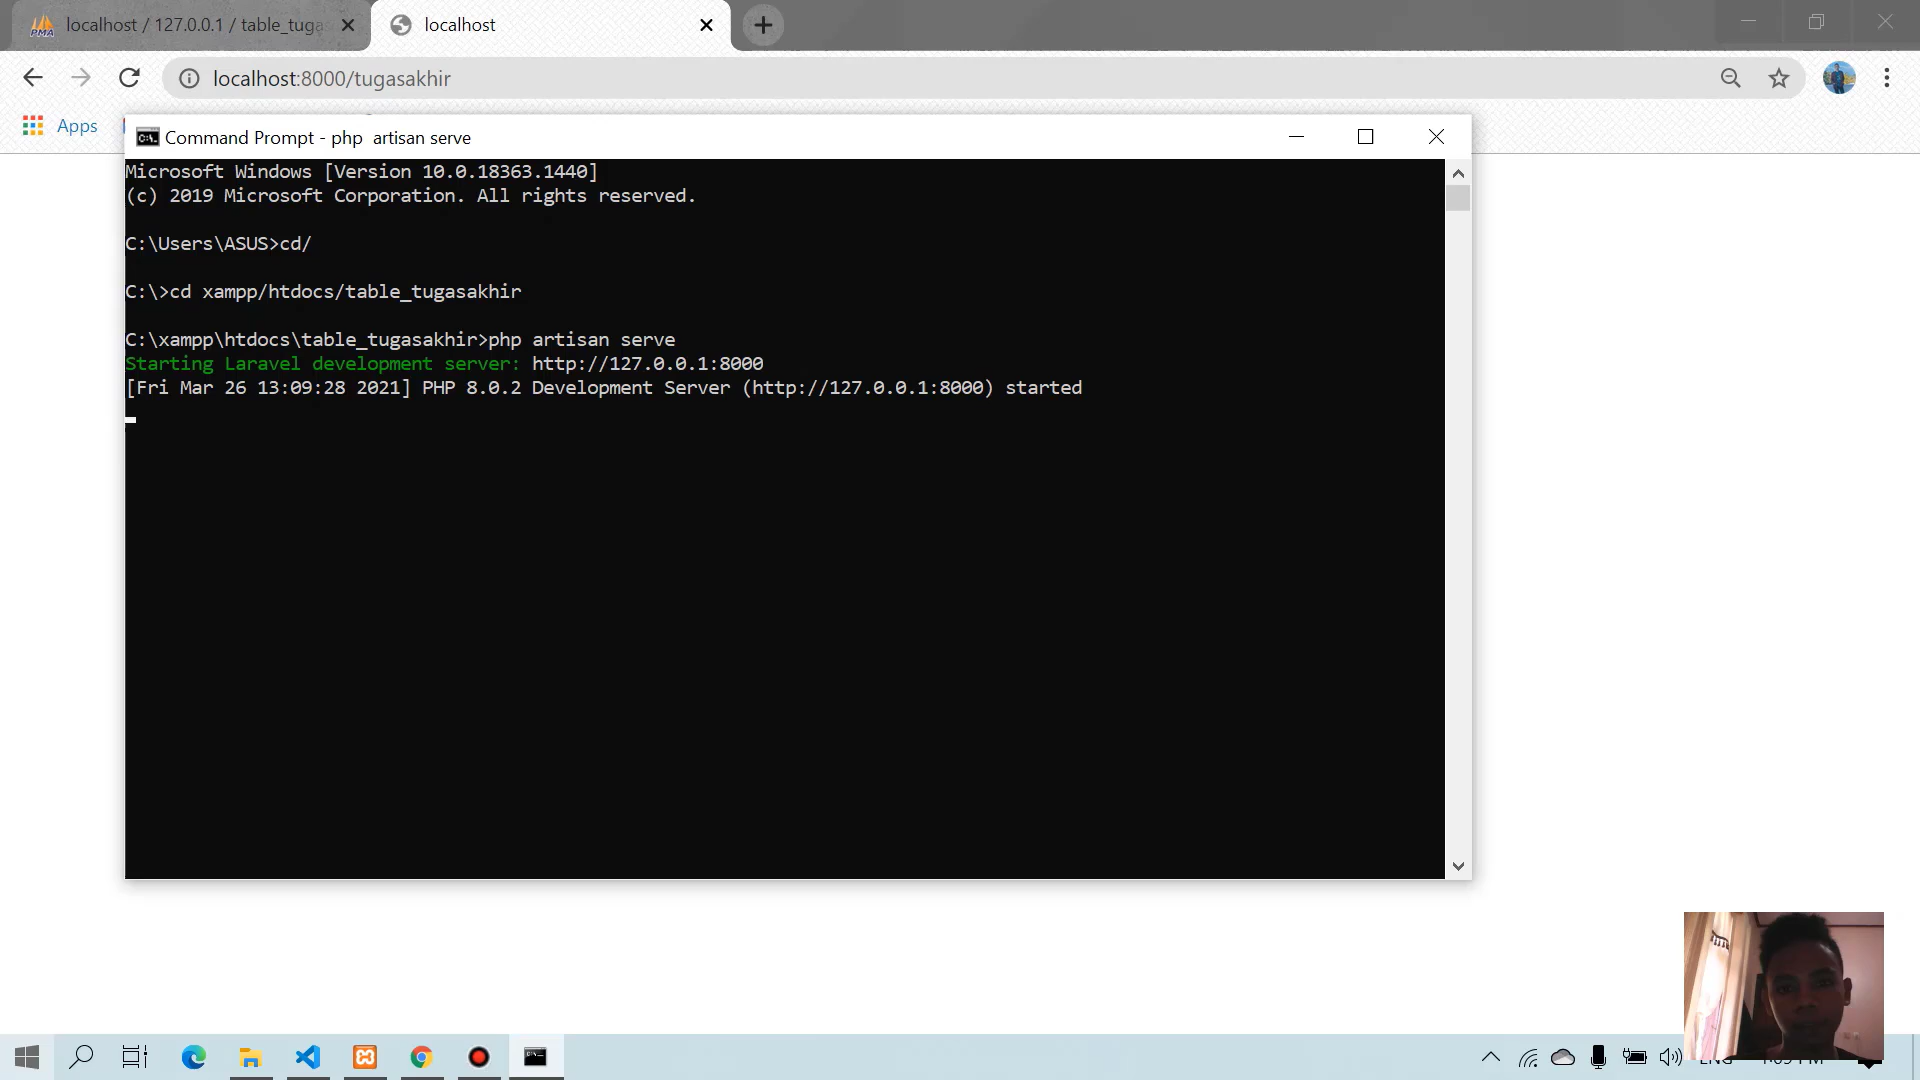 localhost / 127.0.0.1 / table_tuga
localhost
localhost:8000/tugasakhir
Apps
Command Prompt - php  artisan serve
Microsoft Windows [Version 10.0.18363.1440]
(c) 2019 Microsoft Corporation. All rights reserved.
C:\Users\ASUS>cd/
C:\>cd xampp/htdocs/table_tugasakhir
C:\xampp\htdocs\table_tugasakhir>php artisan serve
Starting Laravel development server: http://127.0.0.1:8000
[Fri Mar 26 13:09:28 2021] PHP 8.0.2 Development Server (http://127.0.0.1:8000) started